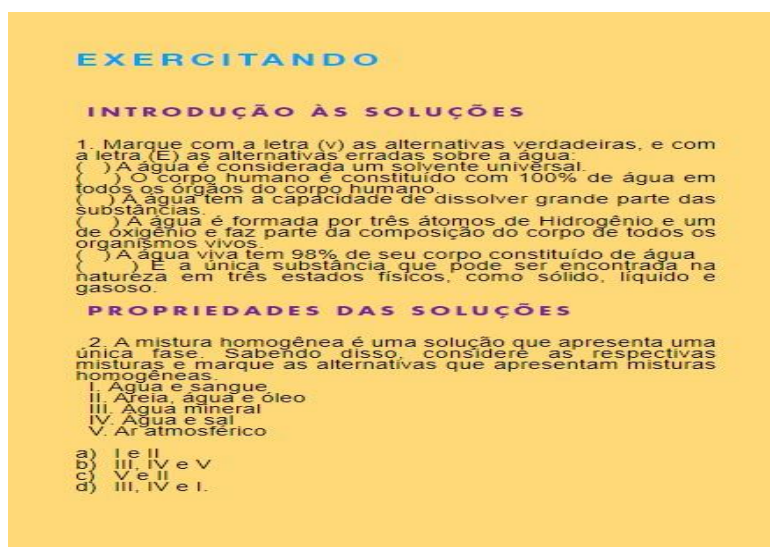 EXERCITANDO
INTRODUÇÃO ÀS SOLUÇÕES
1. Marque com a letra (v) as alternativas verdadeiras, e com
a letra (E) as alternativas erradas sobre a água:
( ) A água é considerada um solvente universal.
( ) O corpo humano é constituído com 100% de água em
todos os órgãos do corpo humano.
( ) A água tem a capacidade de dissolver grande parte das
substâncias.
( ) A água é formada por três átomos de Hidrogênio e um
de oxigênio e faz parte da composição do corpo de todos os
organismos vivos.
( ) A água viva tem 98% de seu corpo constituído de água
( ) É a única substância que pode ser encontrada na
natureza em três estados físicos, como sólido, líquido e
gasoso.
PROPRIEDADES DAS SOLUÇÕES
2. A mistura homogênea é uma solução que apresenta uma
única fase. Sabendo disso, considere as respectivas
misturas e marque as alternativas que apresentam misturas
homogêneas.
I. Água e sangue
II. Areia, água e óleo
III. Água mineral
IV. Água e sal
V. Ar atmosférico
a) I e II
b) III, IV e V
c) V e II
d) III, IV e I.